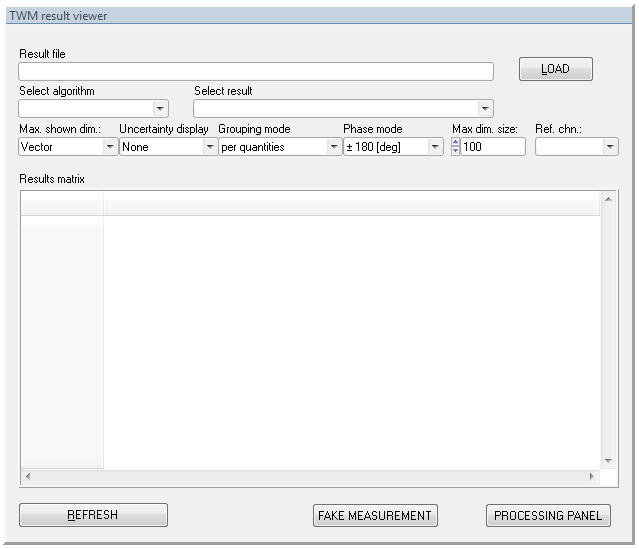 TWM result viewer
Result file
LOAD
Select algorithm Select result
Max. shown dim.: Uncertainty display Grouping mode Phase mode Max dim. size: Ref. chn.:
Vector None per quantities ± 180 [deg] 100
Results matrix
REFRESH FAKE MEASUREMENT PROCESSING PANEL